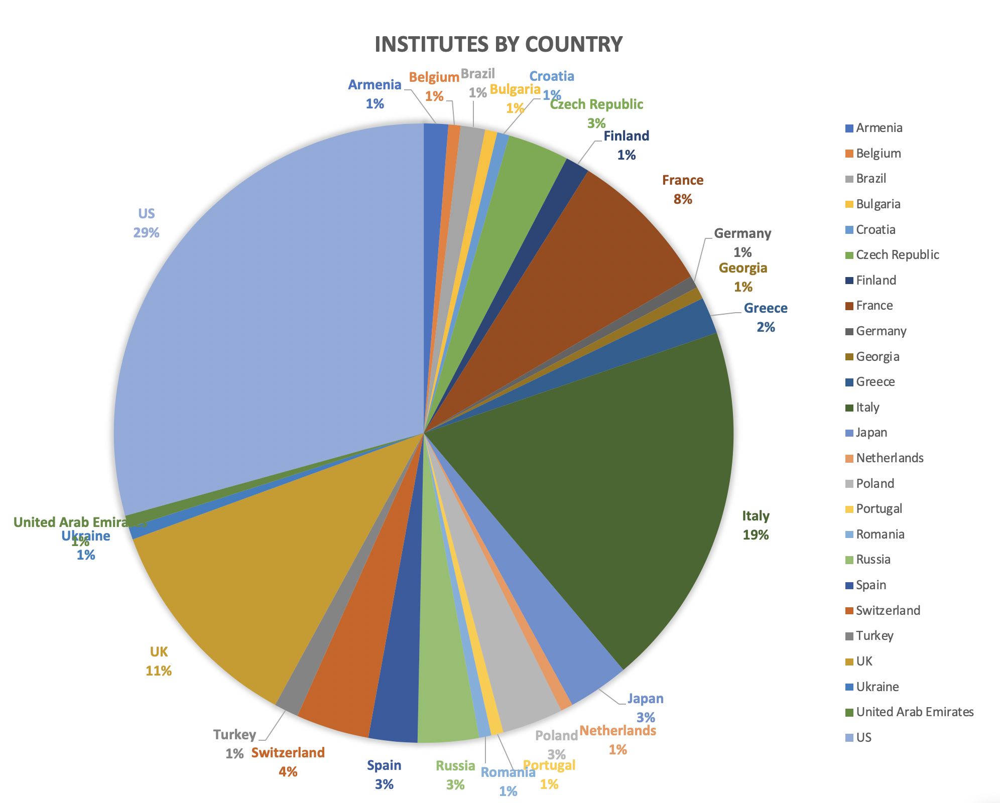 INSTITUTES BY COUNTRY
Armenia
1%
Belgium
1%
Brazil
1%
Bulgaria
1%
Croatia
1%
Czech Republic
3%
Finland
1%
France
8%
Germany
1%
Georgia
1%
Greece
2%
Italy
19%
Japan
3%
Netherlands
1%
Poland
3%
Portugal
1%
Romania
1%
Russia
3%
Spain
3%
Switzerland
4%
Turkey
1%
UK
11%
Ukraine
1%
United Arab Emirates
1%
US
29%
Armenia
Belgium
Brazil
Bulgaria
Croatia
Czech Republic
Finland
France
Germany
Georgia
Greece
Italy
Japan
Netherlands
Poland
Portugal
Romania
Russia
Spain
Switzerland
Turkey
UK
Ukraine
United Arab Emirates
US